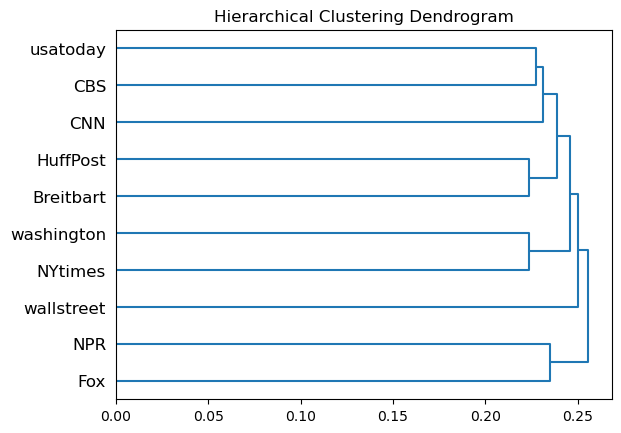 Hierarchical Clustering Dendrogram
usatoday
CBS
CNN
HuffPost
Breitbart
washington
NYtimes
wallstreet
NPR
Fox
0.00 0.05 0.10 0.15 0.20 0.25